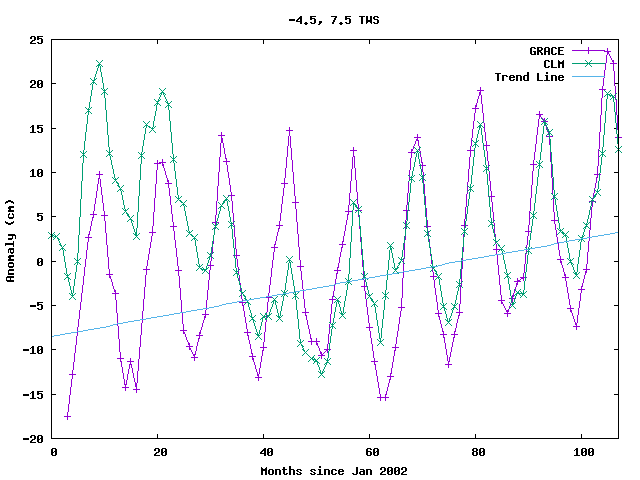 -4.5, 7.5 TWS
GRACE
CLM
Trend Line
25
20
15
10
5
0
-5
-10
-15
-20
Anomaly (cm)
0 20 40 60 80 100
Months since Jan 2002